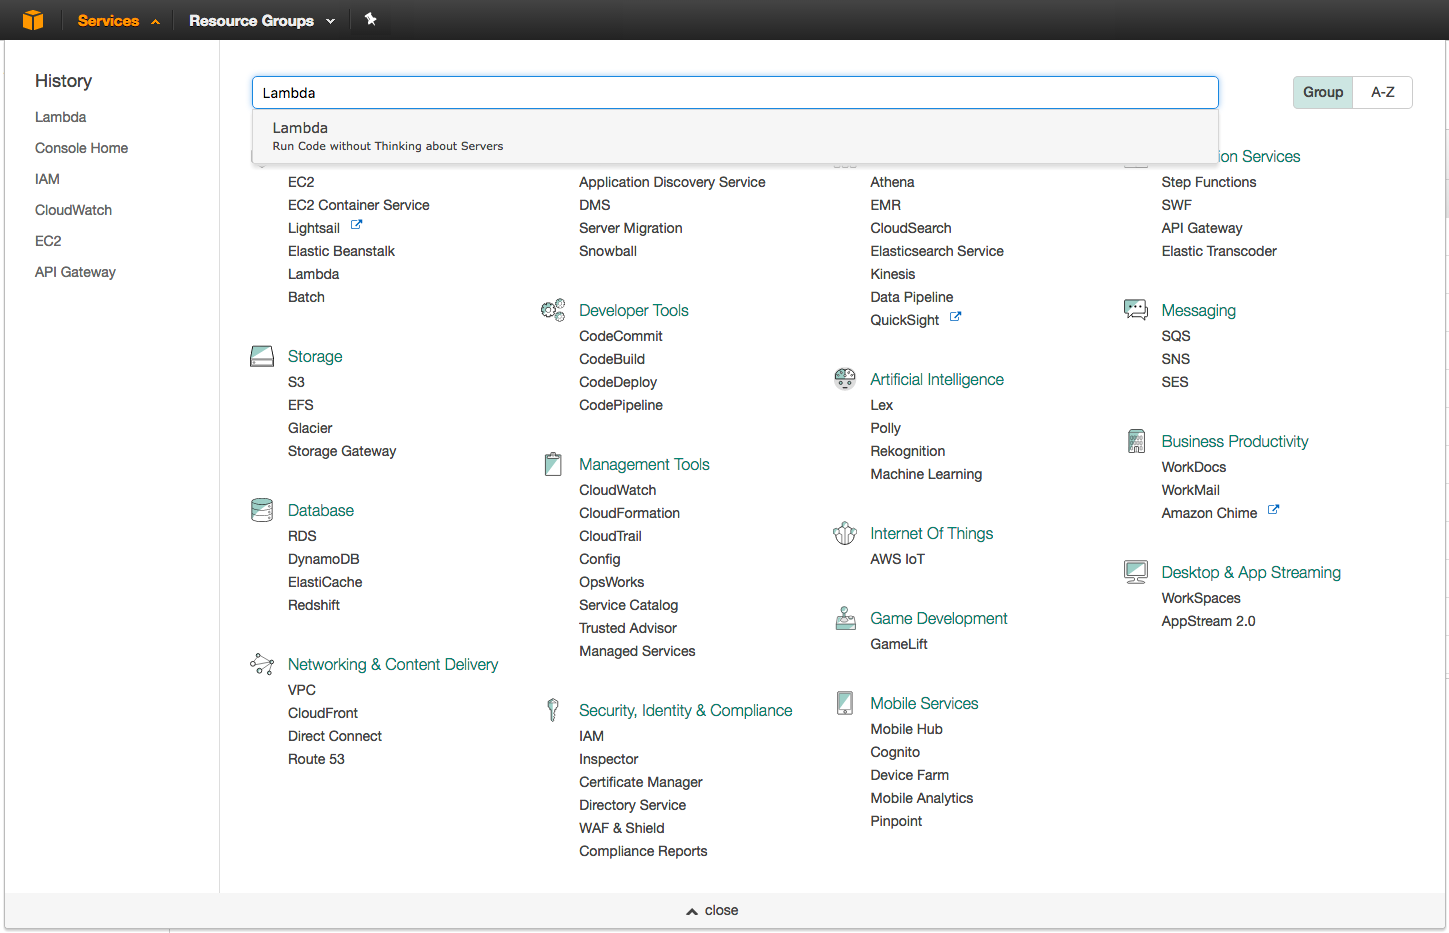 Services
Resource Groups
History
Lambda
Console Home
IAM
CloudWatch
EC2
API Gateway
Lambda
Group
A-Z
Lambda
Run Code without Thinking about Servers
EC2
EC2 Container Service
Lightsail
Elastic Beanstalk
Lambda
Batch
Storage
S3
EFS
Glacier
Storage Gateway
Database
RDS
DynamoDB
ElastiCache
Redshift
Networking & Content Delivery
VPC
CloudFront
Direct Connect
Route 53
Application Discovery Service
DMS
Server Migration
Snowball
Developer Tools
CodeCommit
CodeBuild
CodeDeploy
CodePipeline
Management Tools
CloudWatch
CloudFormation
CloudTrail
Config
OpsWorks
Service Catalog
Trusted Advisor
Managed Services
Security, Identity & Compliance
IAM
Inspector
Certificate Manager
Directory Service
WAF & Shield
Compliance Reports
Athena
EMR
CloudSearch
Elasticsearch Service
Kinesis
Data Pipeline
QuickSight
Artificial Intelligence
Lex
Polly
Rekognition
Machine Learning
Internet Of Things
AWS IoT
Game Development
GameLift
Mobile Services
Mobile Hub
Cognito
Device Farm
Mobile Analytics
Pinpoint
ion Services
Step Functions
SWF
API Gateway
Elastic Transcoder
Messaging
SQS
SNS
SES
Business Productivity
WorkDocs
WorkMail
Amazon Chime
Desktop & App Streaming
WorkSpaces
AppStream 2.0
close